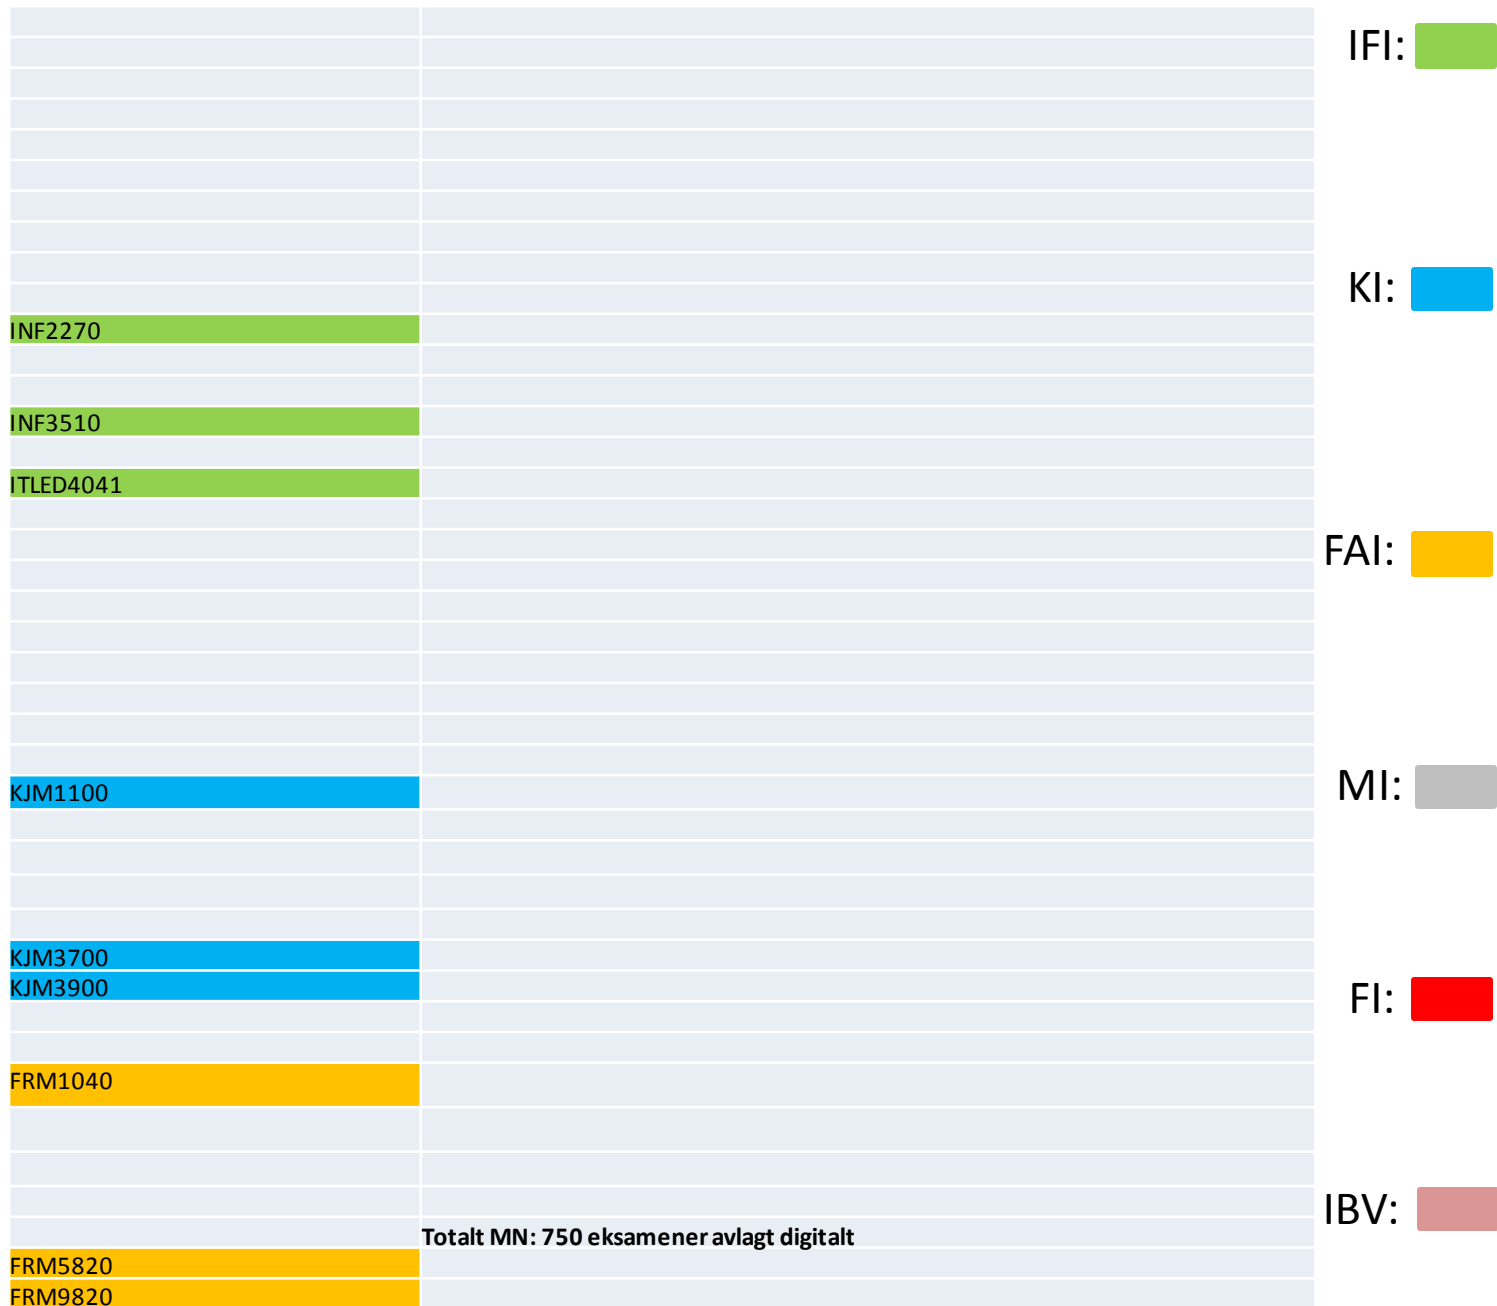 IFI:
KI:
INF2270
INF3510
ITLED4041
FAI:
KJM1100
MI:
KJM3700
KJM3900
FI:
FRM1040
IBV:
Totalt MN: 750 eksamener avlagt digitalt
FRM5820
FRM9820